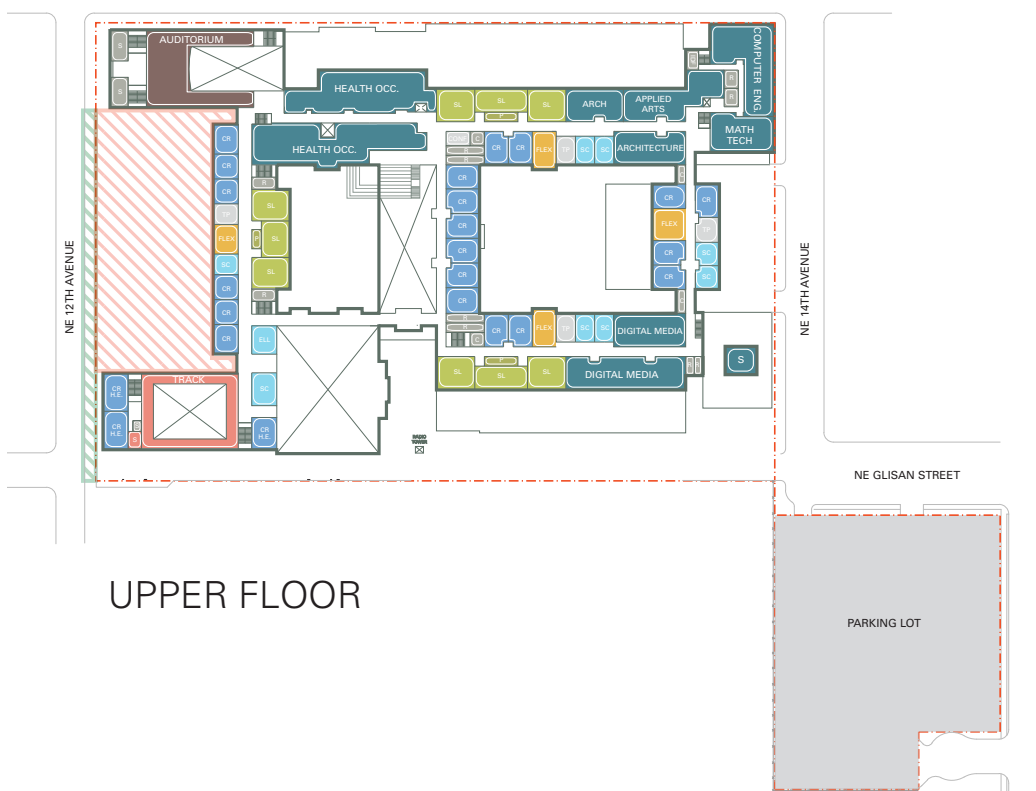 AUDITORIUM
COMPUTER ENG.
S
S
HEALTH OCC.
SL
SL
SL
ARCH
APPLIED
ARTS
R
R
P
MATH
TECH
HEALTH OCC.
CONF
C
R
R
CR
CR
FLEX
TP
SC
SC
ARCHITECTURE
CR
CR
CR
TP
FLEX
SC
CR
CR
CR
R
SL
P
SL
SL
R
CR
CR
CR
CR
CR
CR
CR
FLEX
CR
CR
CR
TP
SC
SC
NE 12TH AVENUE
NE 14TH AVENUE
ELL
SC
CR
H.E.
R
R
C
CR
CR
FLEX
TP
SC
SC
DIGITAL MEDIA
SL
P
SL
SL
DIGITAL MEDIA
S
TRACK
CR
H.E.
CR
H.E.
S
RADIO
TOWER
NE GLISAN STREET
UPPER FLOOR
PARKING LOT